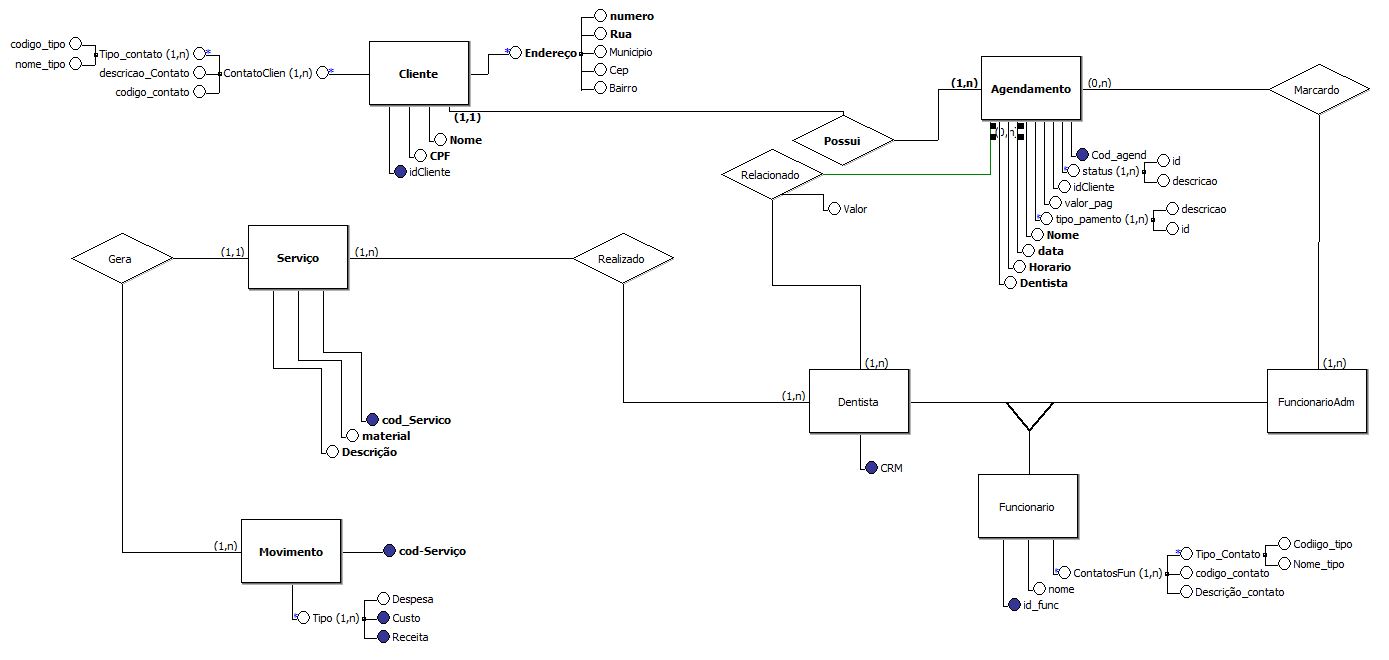 codigo_tipo
nome_tipo
Tipo_contato (1,n)
descricao_Contato
codigo_contato
ContatoClien (1,n)
Cliente
Endereço
numero
Rua
Municipio
Cep
Bairro
(1,1)
Nome
CPF
idCliente
Possui
(1,n)
Agendamento
(0,n)
Marcardo
(0,n)
Cod_agend
status (1,n)
id
descricao
idCliente
valor_pag
tipo_pamento (1,n)
descricao
id
Nome
data
Horario
Dentista
Relacionado
Valor
Gera
(1,1)
Serviço
(1,n)
Realizado
cod_Servico
material
Descrição
(1,n)
(1,n)
Dentista
CRM
(1,n)
FuncionarioAdm
Funcionario
ContatosFun (1,n)
Tipo_Contato
Codiigo_tipo
Nome_tipo
codigo_contato
Descrição_contato
nome
id_func
(1,n)
Movimento
cod-Serviço
Tipo (1,n)
Despesa
Custo
Receita